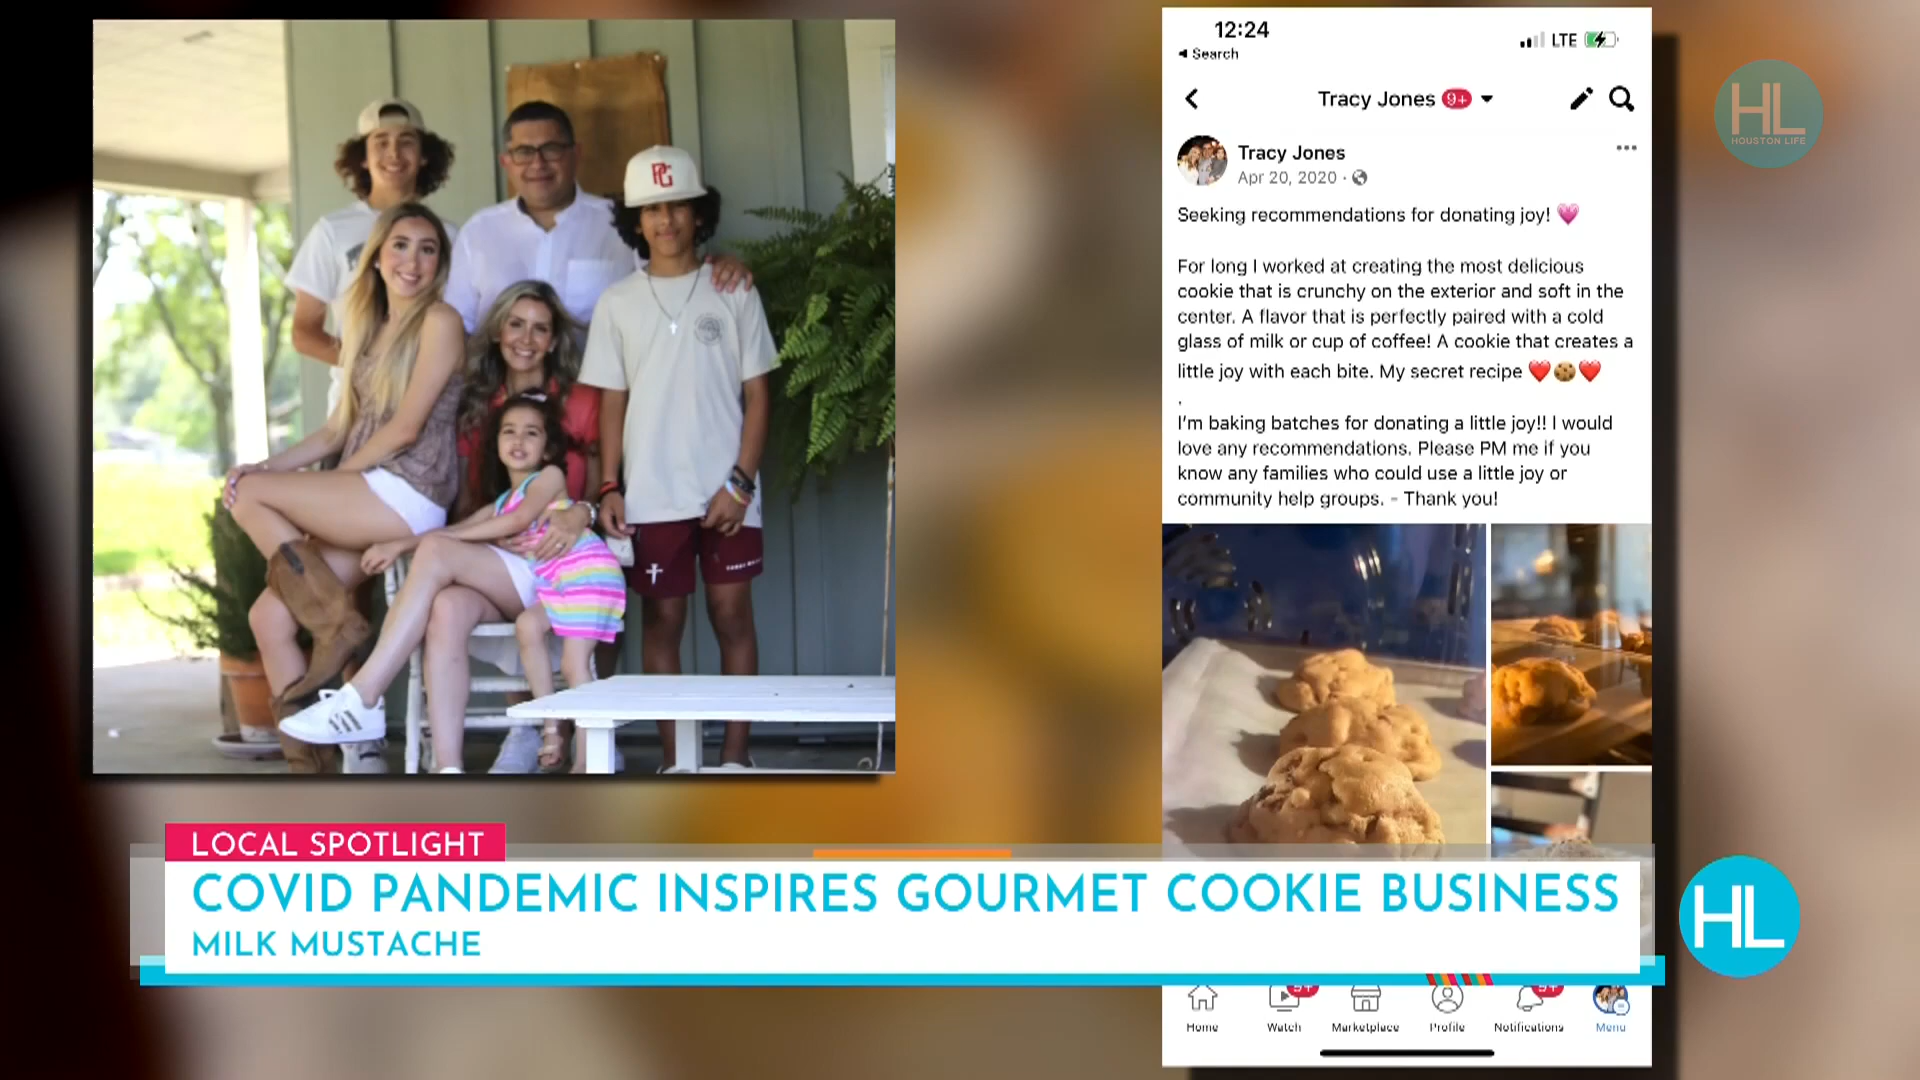 12:24
◄ Search
LTE
Tracy Jones 9+
Tracy Jones
Apr 20, 2020 ·
Seeking recommendations for donating joy! 💗
For long I worked at creating the most delicious
cookie that is crunchy on the exterior and soft in the
center. A flavor that is perfectly paired with a cold
glass of milk or cup of coffee! A cookie that creates a
little joy with each bite. My secret recipe ❤️🍪❤️
.
I'm baking batches for donating a little joy!! I would
love any recommendations. Please PM me if you
know any families who could use a little joy or
community help groups. - Thank you!
HL
HOUSTON LIFE
PG
LOCAL SPOTLIGHT
COVID PANDEMIC INSPIRES GOURMET COOKIE BUSINESS
MILK MUSTACHE
HL
9+
9+
Home
Watch
Marketplace
Profile
Notifications
Menu